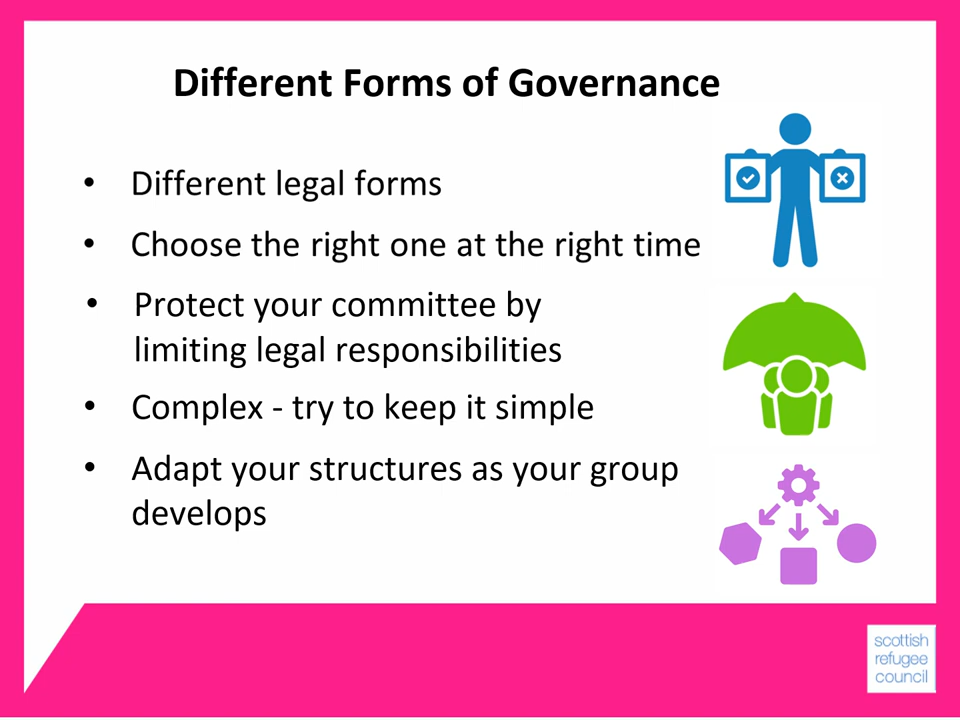 Different Forms of Governance
• Different legal forms
• Choose the right one at the right time
• Protect your committee by
limiting legal responsibilities
• Complex - try to keep it simple
• Adapt your structures as your group
develops
scottish
refugee
council